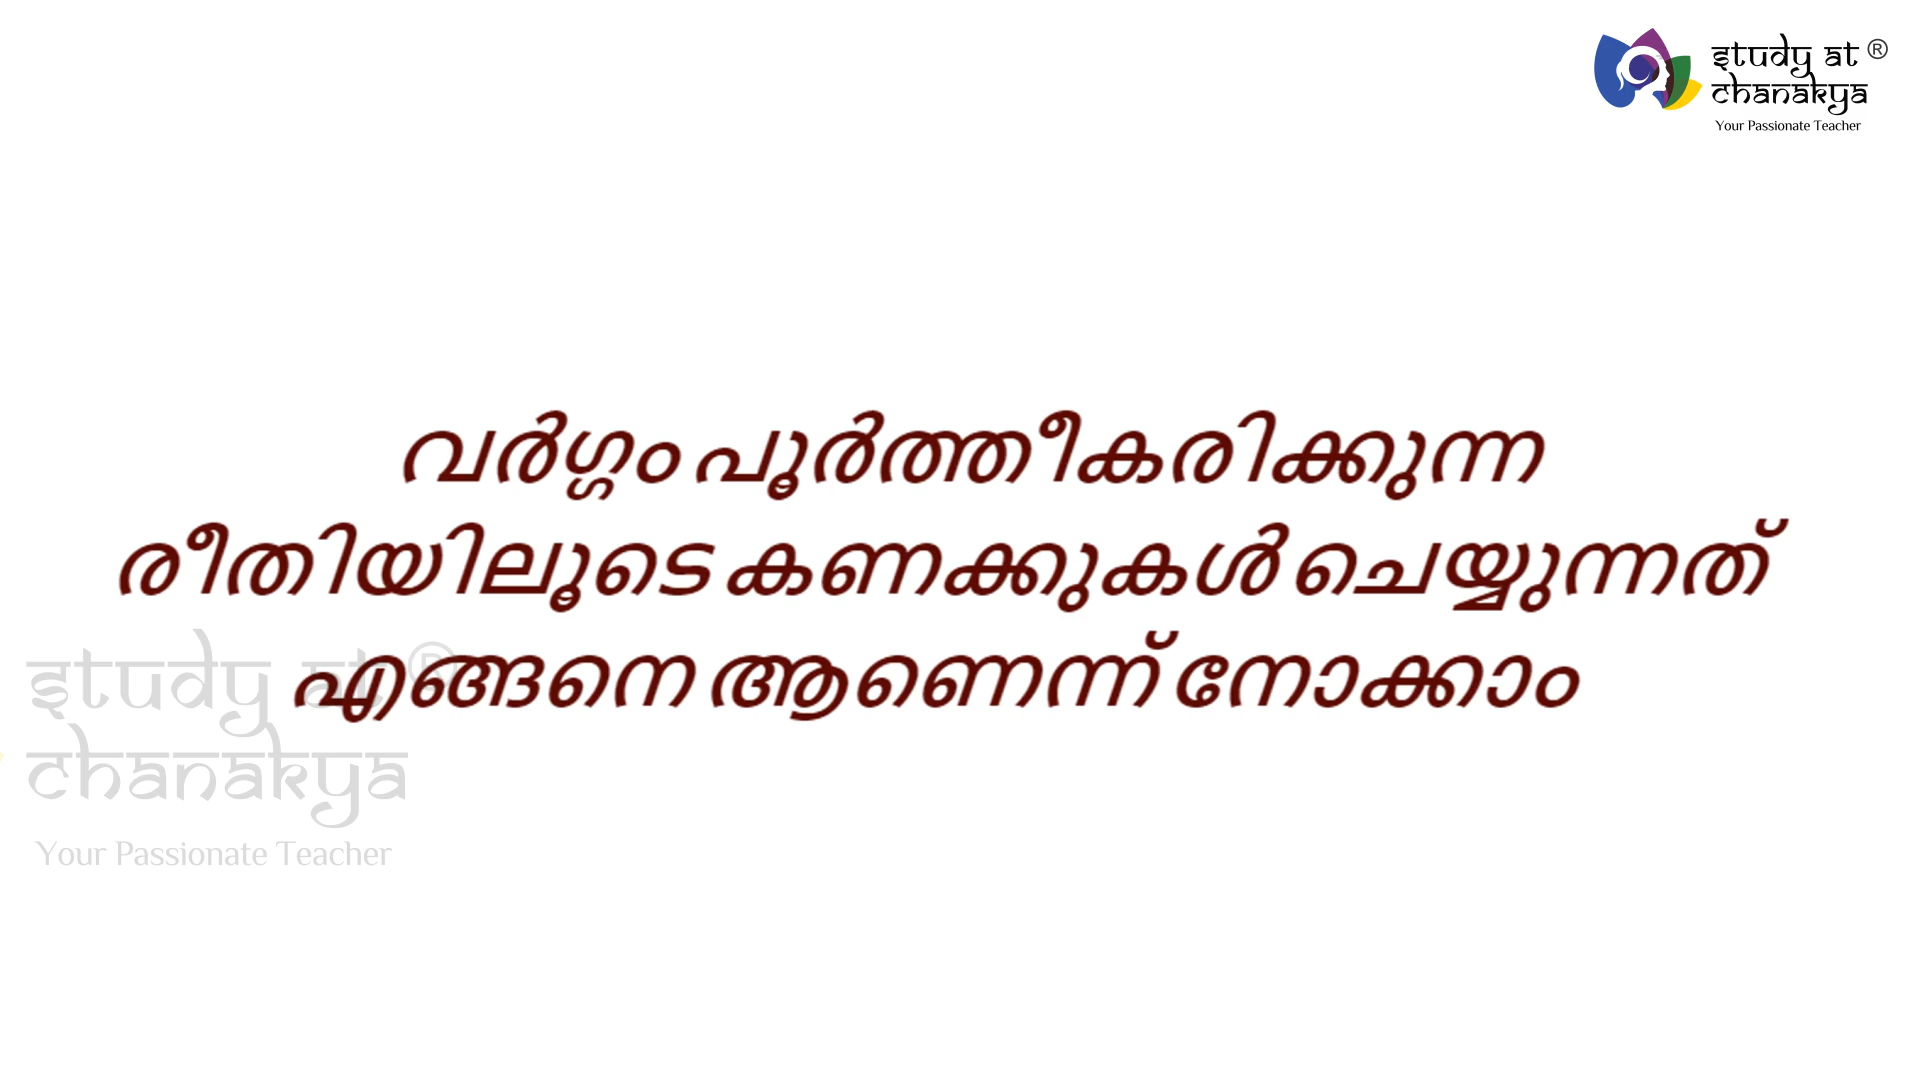 study at ®
chanakya
Your Passionate Teacher
വർഗ്ഗം പൂർത്തീകരിക്കുന്ന
രീതിയിലൂടെ കണക്കുകൾ ചെയ്യുന്നത്
എങ്ങനെ ആണെന്ന് നോക്കാം
study at ®
chanakya
Your Passionate Teacher